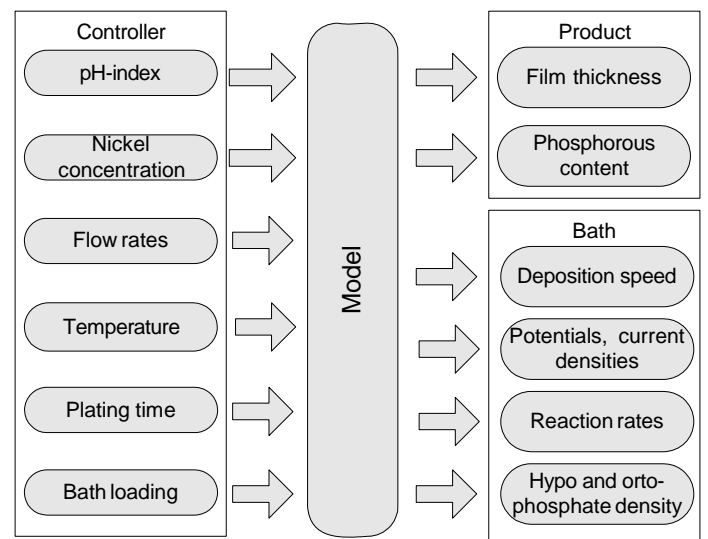 Controller
pH-index
Nickel
concentration
Flow rates
Temperature
Plating time
Bath loading
Model
Product
Film thickness
Phosphorous
content
Bath
Deposition speed
Potentials, current
densities
Reaction rates
Hypo and orto-
phosphate density